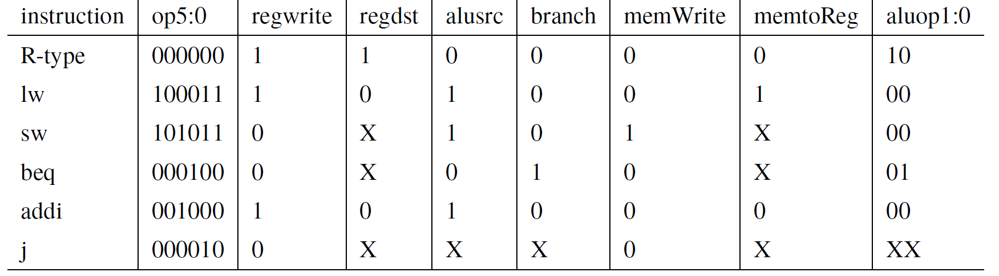 instruction op5:0 regwrite regdst alusrc branch memWrite memtoReg aluop1:0
R-type 000000 1 1 0 0 0 0 10
lw 100011 1 0 1 0 0 1 00
sw 101011 0 X 1 0 1 X 00
beq 000100 0 X 0 1 0 X 01
addi 001000 1 0 1 0 0 0 00
j 000010 0 X X X 0 X XX